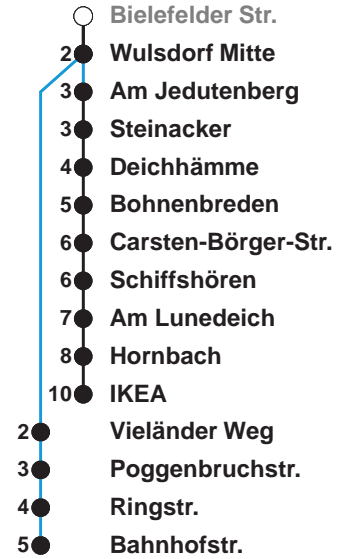 Bielefelder Str.
2 Wulsdorf Mitte
3 Am Jedutenberg
3 Steinacker
4 Deichhämme
5 Bohnenbreden
6 Carsten-Börger-Str.
6 Schiffshören
7 Am Lunedeich
8 Hornbach
10 IKEA
2 Vieländer Weg
3 Poggenbruchstr.
4 Ringstr.
5 Bahnhofstr.